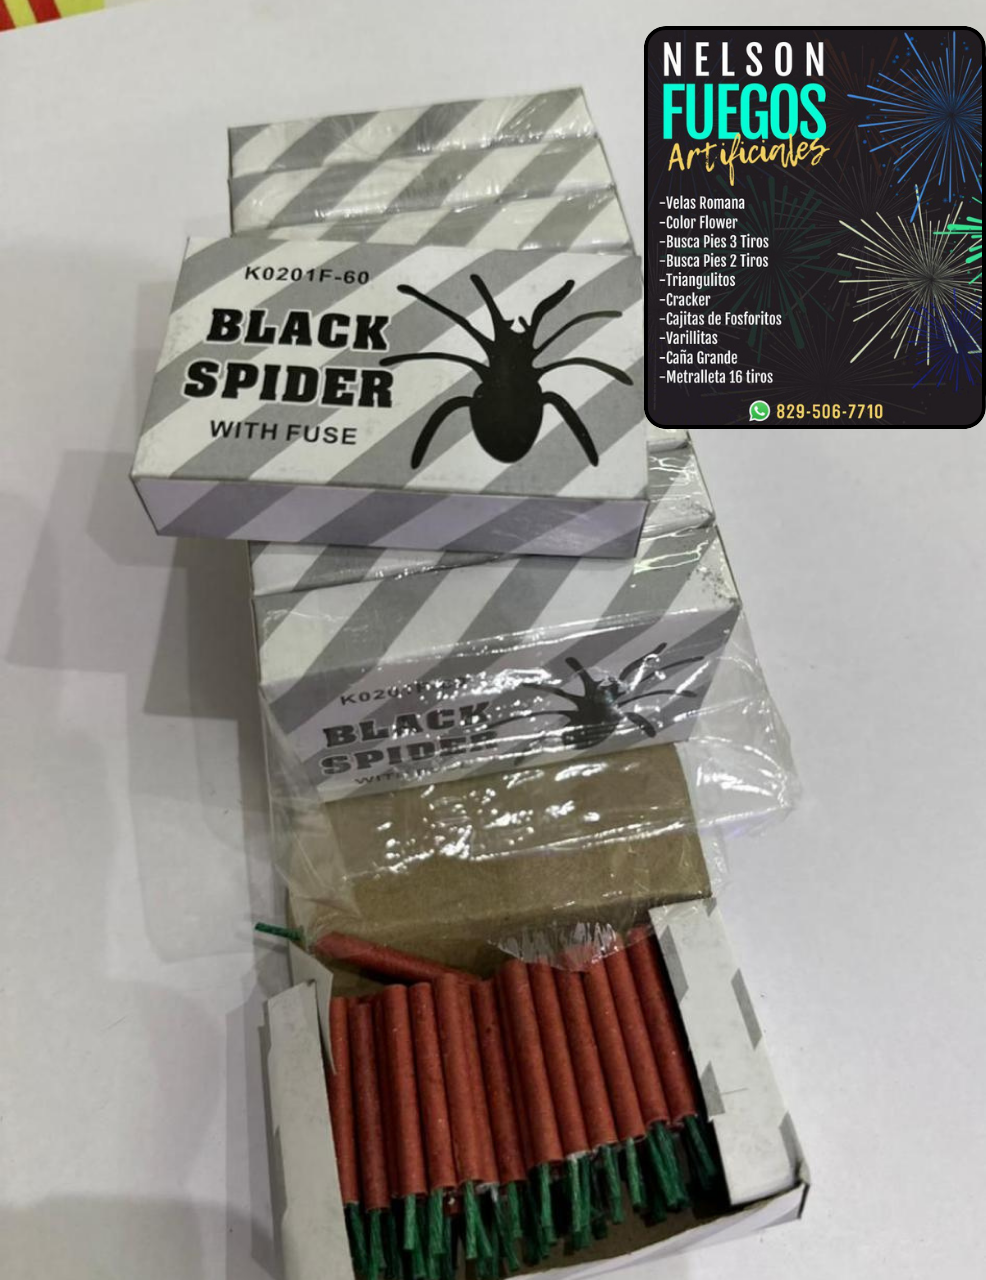 NELSON
FUEGOS
Artificiales
-Velas Romana
-Color Flower
-Busca Pies 3 Tiros
-Busca Pies 2 Tiros
-Triangulitos
-Cracker
-Cajitas de Fosforitos
-Varillitas
-Caña Grande
-Metralleta 16 tiros
829-506-7710
K0201F-60
BLACK
SPIDER
WITH FUSE
BLACK
SPIDER